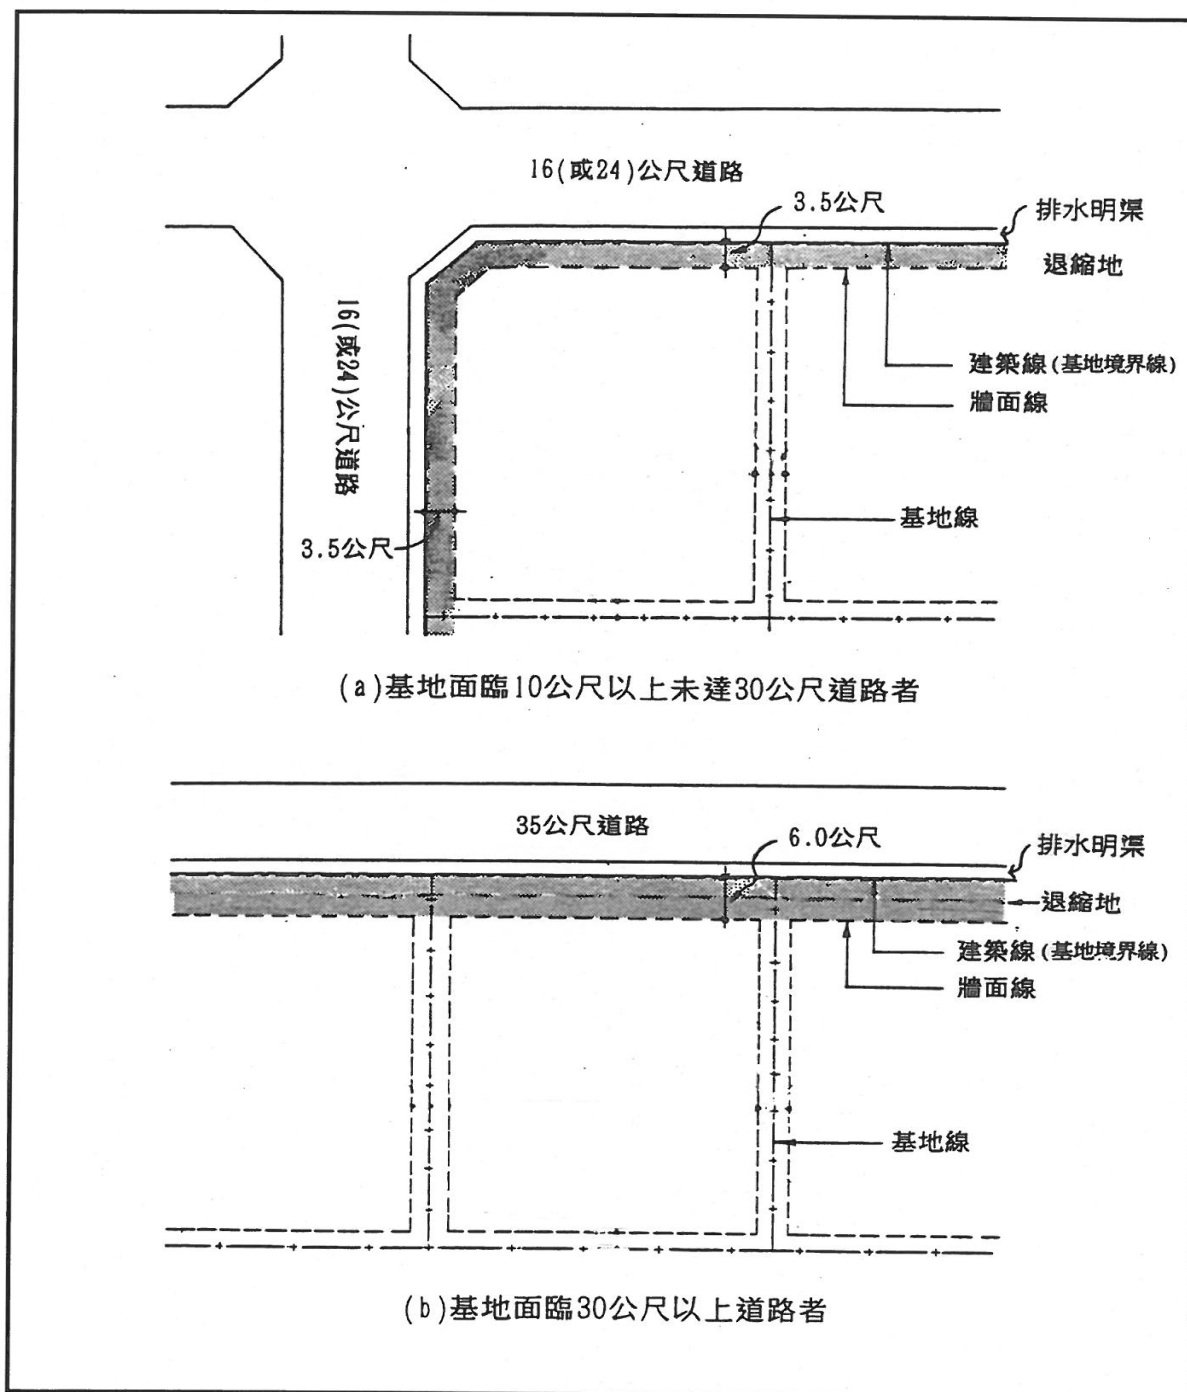 16(或24)公尺道路
3.5公尺
排水明渠
退縮地
16(或24)公尺道路
建築線(基地境界線)
牆面線
基地線
3.5公尺
(a)基地面臨10公尺以上未達30公尺道路者
35公尺道路
6.0公尺
排水明渠
退縮地
建築線(基地境界線)
牆面線
基地線
(b)基地面臨30公尺以上道路者